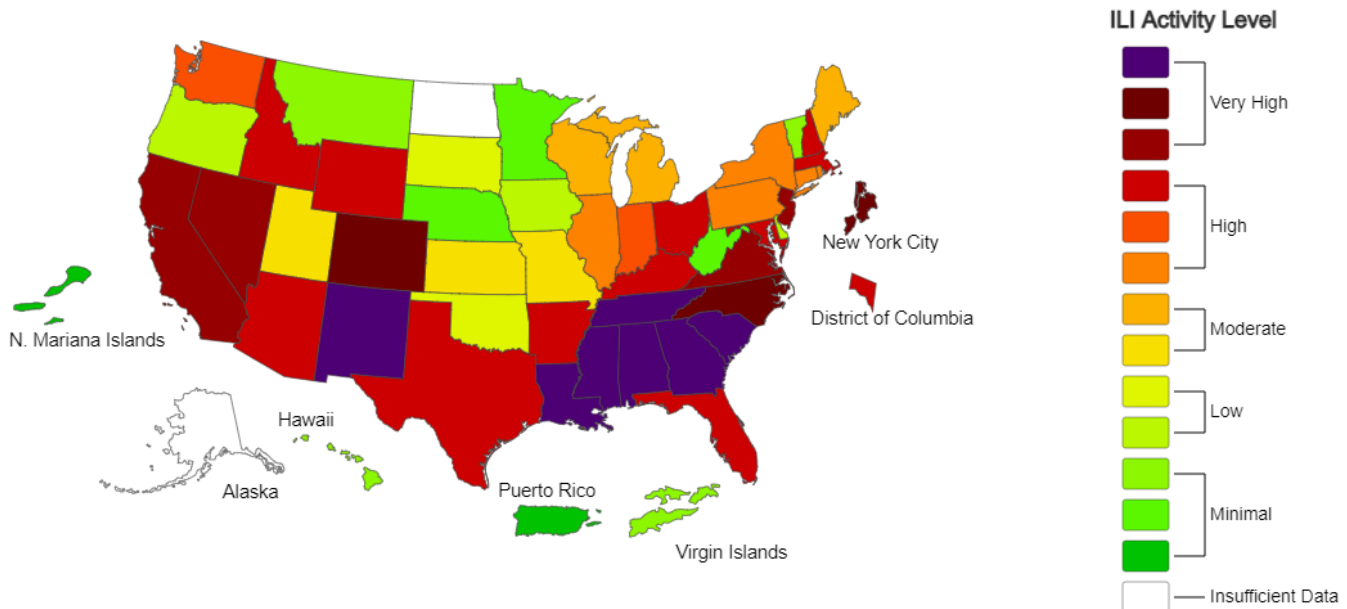 ILI Activity Level
Very High
High
New York City
District of Columbia
N. Mariana Islands
Moderate
Low
Hawaii
Alaska
Puerto Rico
Minimal
Virgin Islands
Insufficient Data